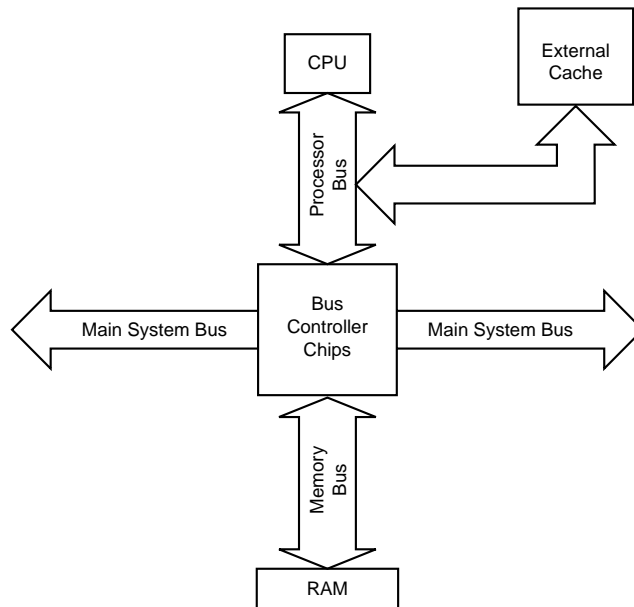 CPU
External
Cache
Processor
Bus
Main System Bus
Bus
Controller
Chips
Main System Bus
Memory
Bus
RAM